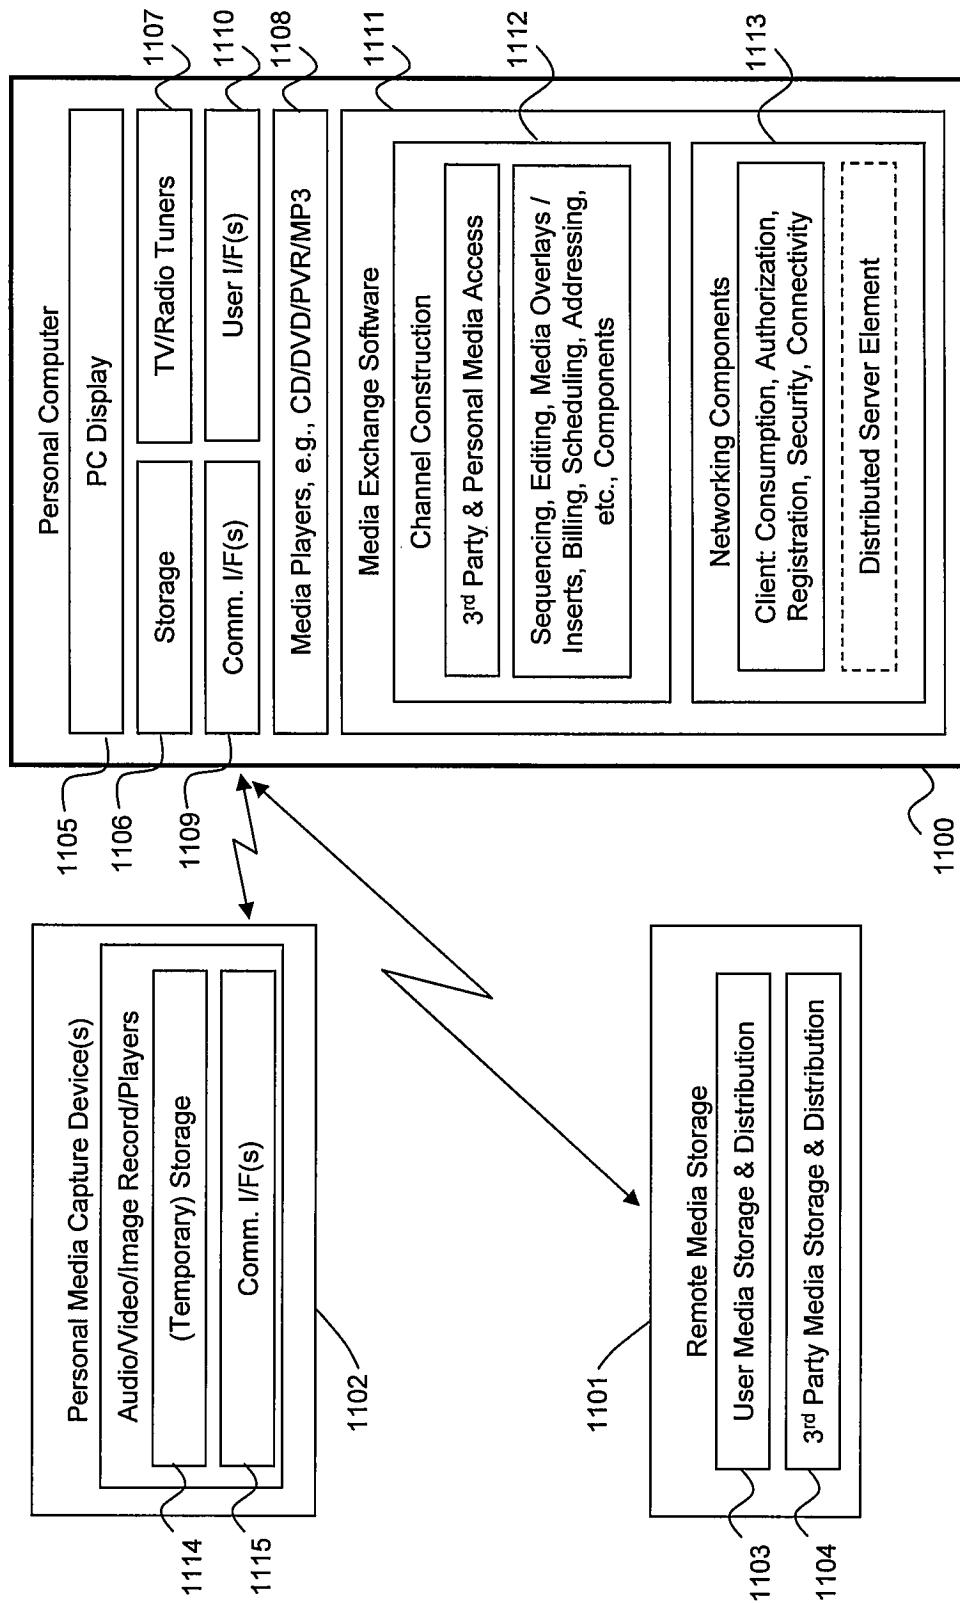 Personal Media Capture Device(s)
Audio/Video/Image Record/Players
(Temporary) Storage
Comm. I/F(s)
1114
1115
1102
Remote Media Storage
User Media Storage & Distribution
3rd Party Media Storage & Distribution
1101
1103
1104
Personal Computer
PC Display
Storage
TV/Radio Tuners
Comm. I/F(s)
User I/F(s)
Media Players, e.g., CD/DVD/PVR/MP3
Media Exchange Software
Channel Construction
3rd Party & Personal Media Access
Sequencing, Editing, Media Overlays /
Inserts, Billing, Scheduling, Addressing,
etc., Components
Networking Components
Client: Consumption, Authorization,
Registration, Security, Connectivity
Distributed Server Element
1105
1106
1109
1107
1110
1108
1111
1112
1113
1100